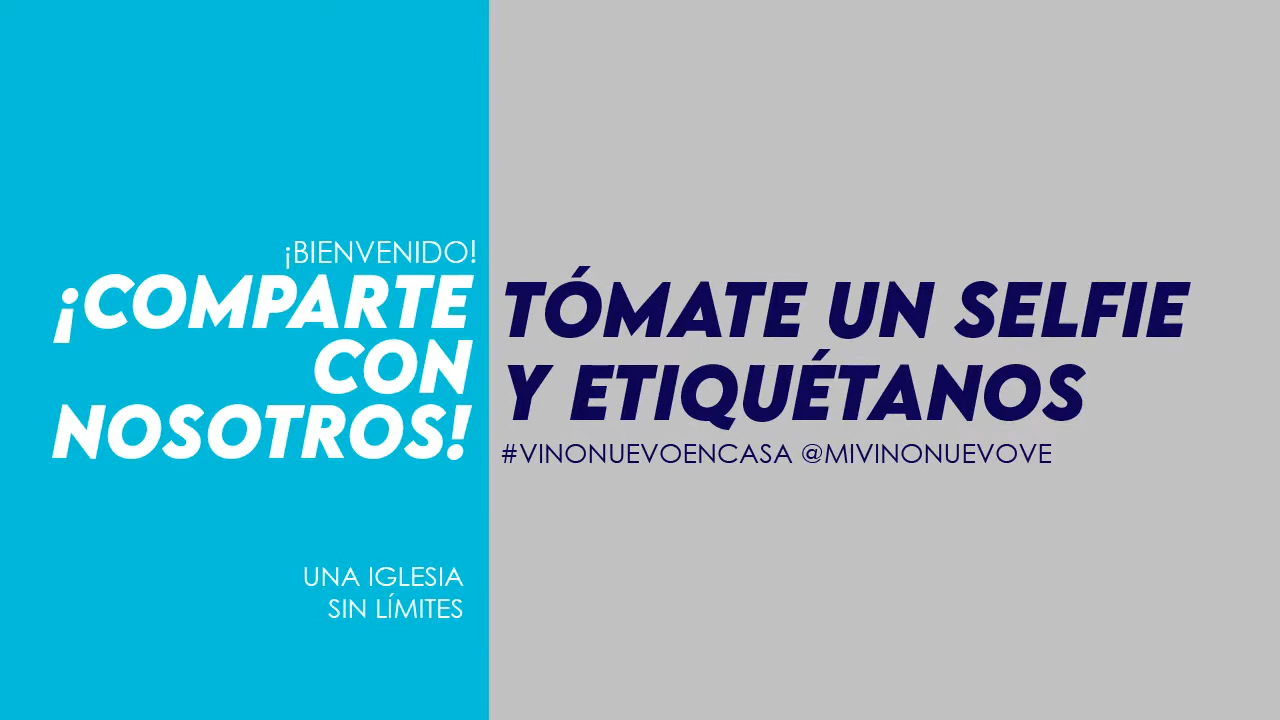 ¡BIENVENIDO!
¡COMPARTE
CON
NOSOTROS!
UNA IGLESIA
SIN LÍMITES
TÓMATE UN SELFIE
Y ETIQUÉTANOS
#VINONUEVOENCASA @MIVINONUEVOVE